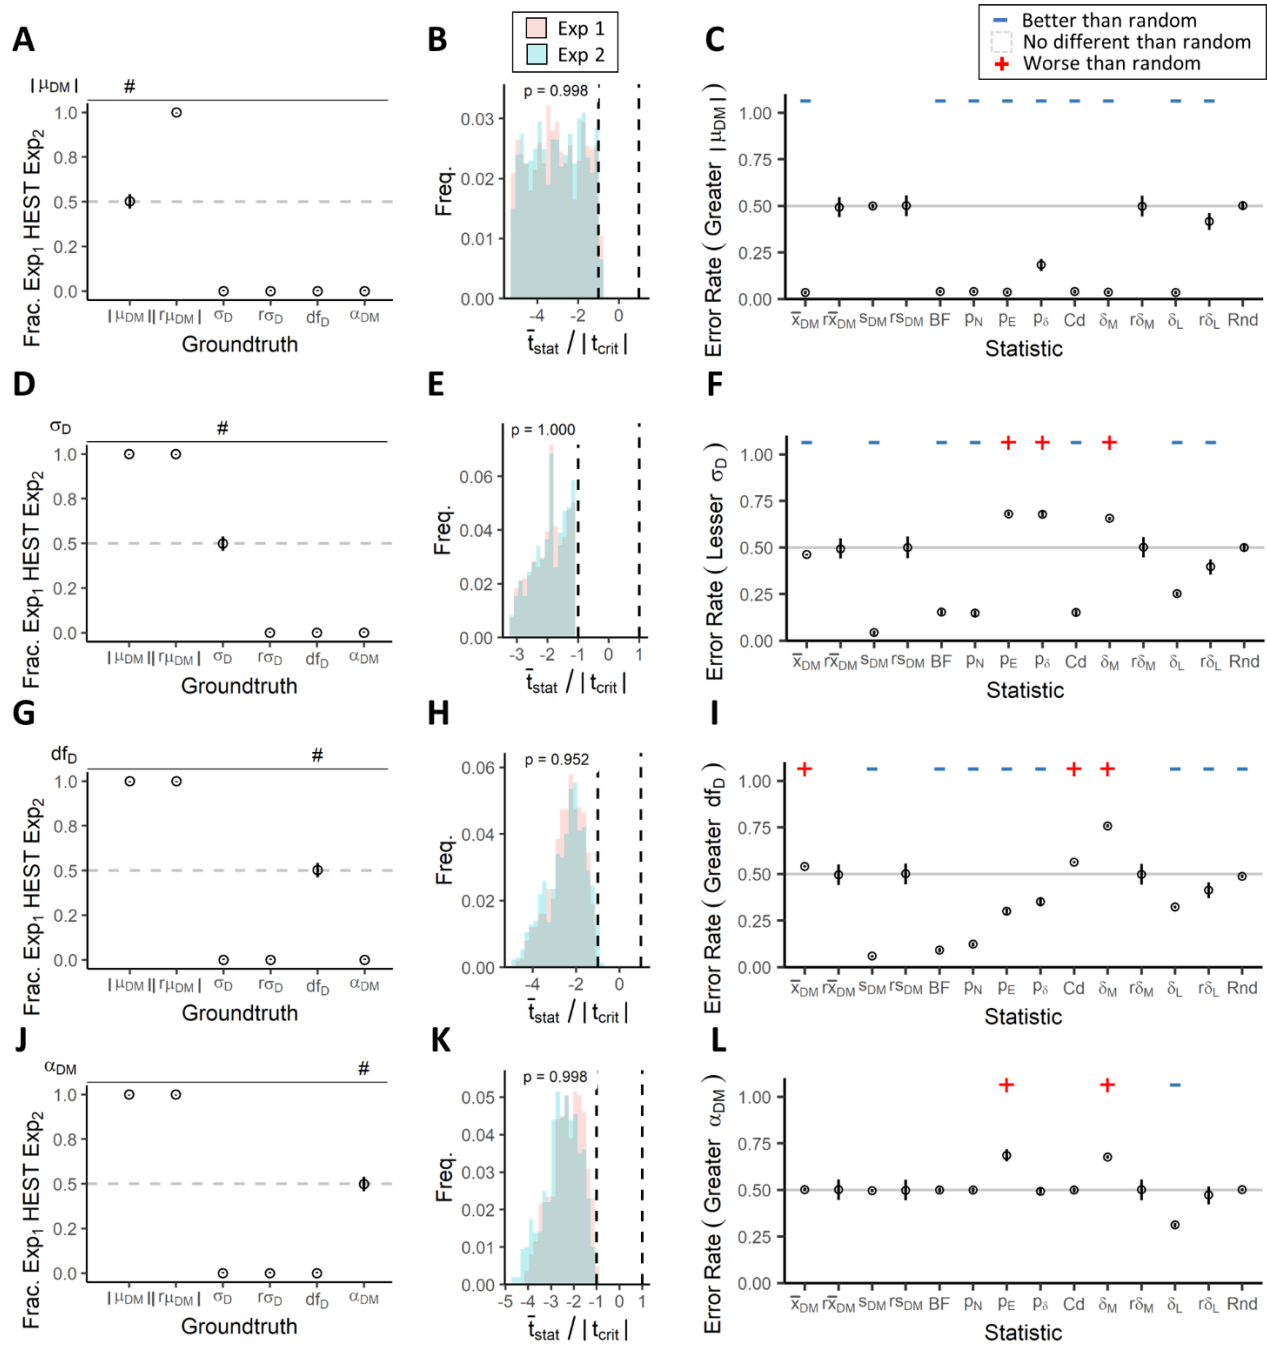 Exp 1
Exp 2
− Better than random
No different than random
+ Worse than random
A
|μDM| #
Frac. Exp1 HEST Exp2
1.0
0.8
0.5
0.2
0.0
|μDM| |rμDM| σD rσD dfD αDM
Groundtruth
B
p = 0.998
Freq.
0.03
0.02
0.01
0.00
-4 -2 0
t̄stat / |tcrit|
C
Error Rate ( Greater |μDM| )
1.00
0.75
0.50
0.25
0.00
x̄DM rx̄DM sDM rsDM BF pN pE pδ Cd δM rδM δL rδL Rnd
Statistic
D
σD #
Frac. Exp1 HEST Exp2
1.0
0.8
0.5
0.2
0.0
|μDM| |rμDM| σD rσD dfD αDM
Groundtruth
E
p = 1.000
Freq.
0.06
0.04
0.02
0.00
-3 -2 -1 0 1
t̄stat / |tcrit|
F
Error Rate ( Lesser σD )
1.00
0.75
0.50
0.25
0.00
x̄DM rx̄DM sDM rsDM BF pN pE pδ Cd δM rδM δL rδL Rnd
Statistic
G
dfD #
Frac. Exp1 HEST Exp2
1.0
0.8
0.5
0.2
0.0
|μDM| |rμDM| σD rσD dfD αDM
Groundtruth
H
p = 0.952
Freq.
0.06
0.04
0.02
0.00
-4 -2 0
t̄stat / |tcrit|
I
Error Rate ( Greater dfD )
1.00
0.75
0.50
0.25
0.00
x̄DM rx̄DM sDM rsDM BF pN pE pδ Cd δM rδM δL rδL Rnd
Statistic
J
αDM #
Frac. Exp1 HEST Exp2
1.0
0.8
0.5
0.2
0.0
|μDM| |rμDM| σD rσD dfD αDM
Groundtruth
K
p = 0.998
Freq.
0.05
0.04
0.03
0.02
0.01
0.00
-5 -4 -3 -2 -1 0 1
t̄stat / |tcrit|
L
Error Rate ( Greater αDM )
1.00
0.75
0.50
0.25
0.00
x̄DM rx̄DM sDM rsDM BF pN pE pδ Cd δM rδM δL rδL Rnd
Statistic